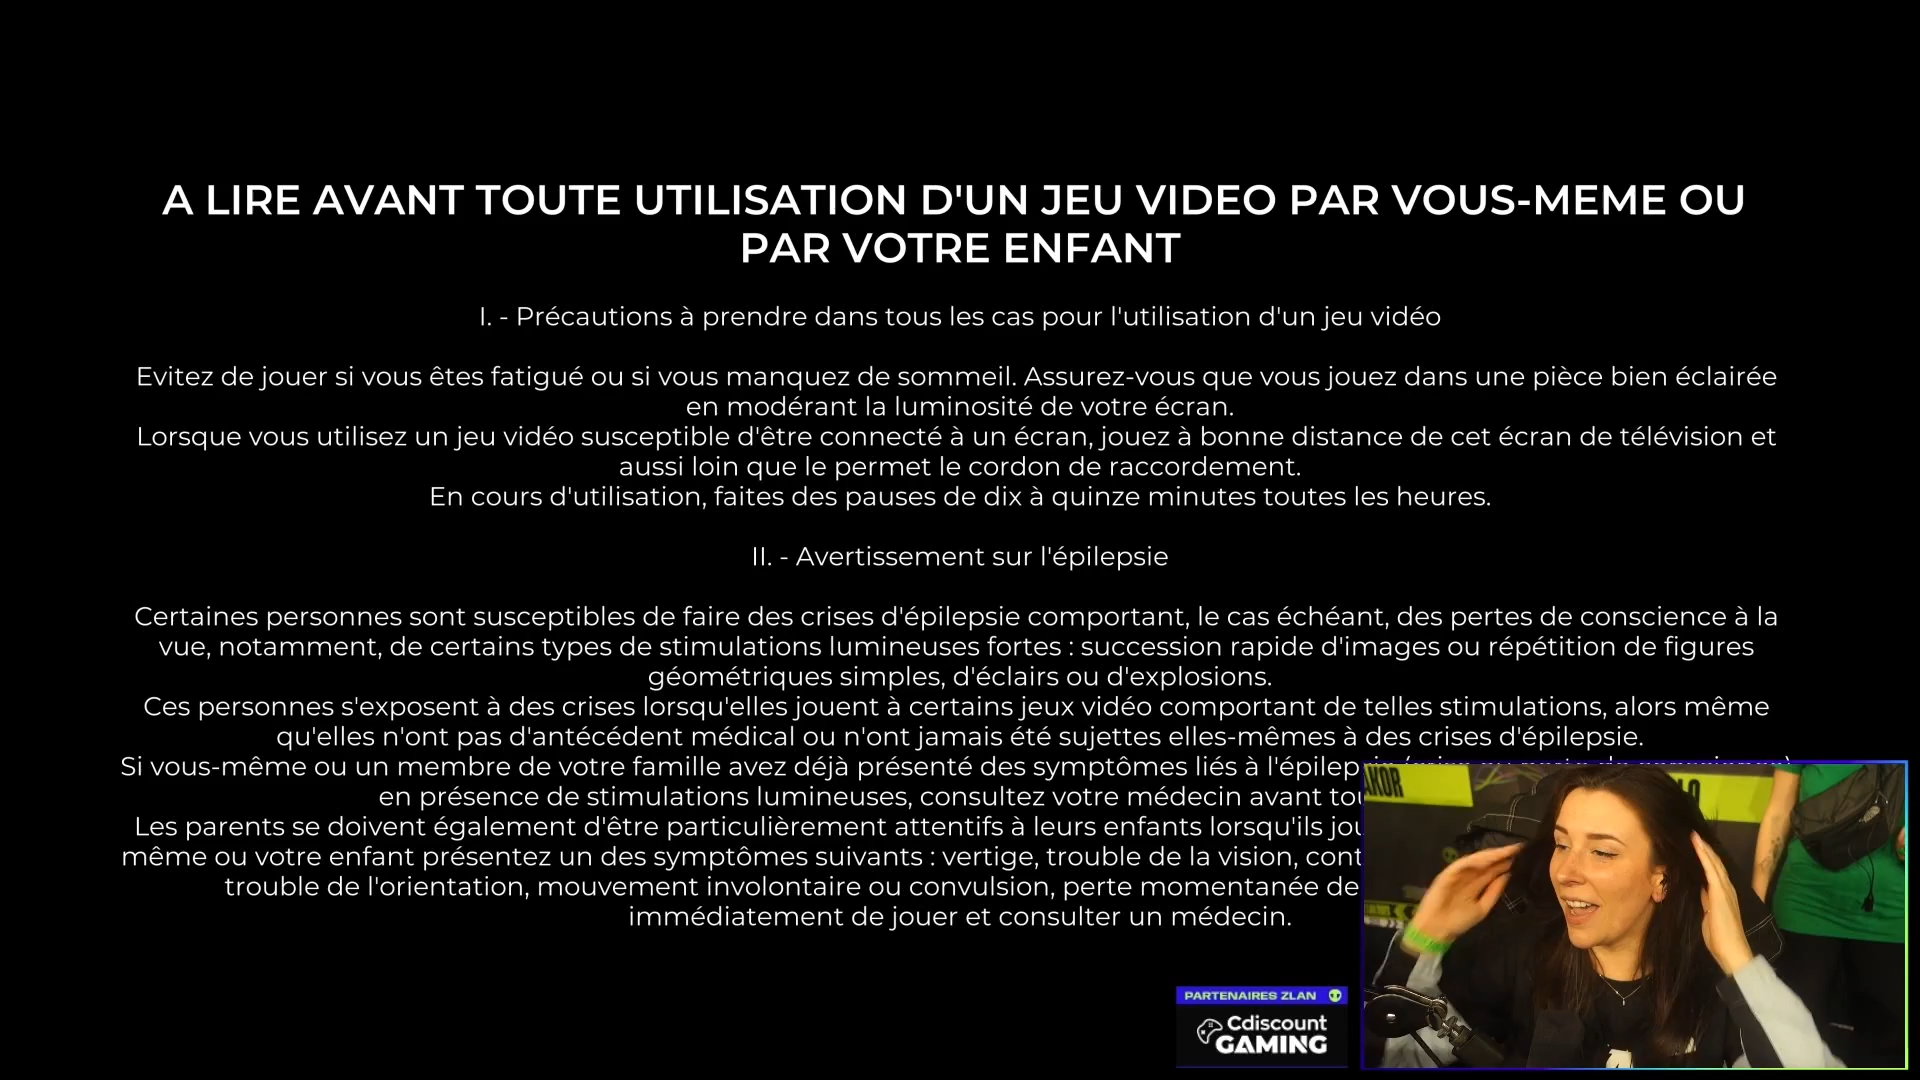 A LIRE AVANT TOUTE UTILISATION D'UN JEU VIDEO PAR VOUS-MEME OU
PAR VOTRE ENFANT
I. - Précautions à prendre dans tous les cas pour l'utilisation d'un jeu vidéo
Evitez de jouer si vous êtes fatigué ou si vous manquez de sommeil. Assurez-vous que vous jouez dans une pièce bien éclairée
en modérant la luminosité de votre écran.
Lorsque vous utilisez un jeu vidéo susceptible d'être connecté à un écran, jouez à bonne distance de cet écran de télévision et
aussi loin que le permet le cordon de raccordement.
En cours d'utilisation, faites des pauses de dix à quinze minutes toutes les heures.
II. - Avertissement sur l'épilepsie
Certaines personnes sont susceptibles de faire des crises d'épilepsie comportant, le cas échéant, des pertes de conscience à la
vue, notamment, de certains types de stimulations lumineuses fortes : succession rapide d'images ou répétition de figures
géométriques simples, d'éclairs ou d'explosions.
Ces personnes s'exposent à des crises lorsqu'elles jouent à certains jeux vidéo comportant de telles stimulations, alors même
qu'elles n'ont pas d'antécédent médical ou n'ont jamais été sujettes elles-mêmes à des crises d'épilepsie.
Si vous-même ou un membre de votre famille avez déjà présenté des symptômes liés à
en présence de stimulations lumineuses, consultez votre médecin avant
Les parents se doivent également d'être particulièrement attentifs à leurs enfants lorsqu'ils
même ou votre enfant présentez un des symptômes suivants : vertige, trouble de la vision,
trouble de l'orientation, mouvement involontaire ou convulsion, perte momentanée de
immédiatement de jouer et consulter un médecin.
PARTENAIRES ZLAN
Cdiscount
GAMING